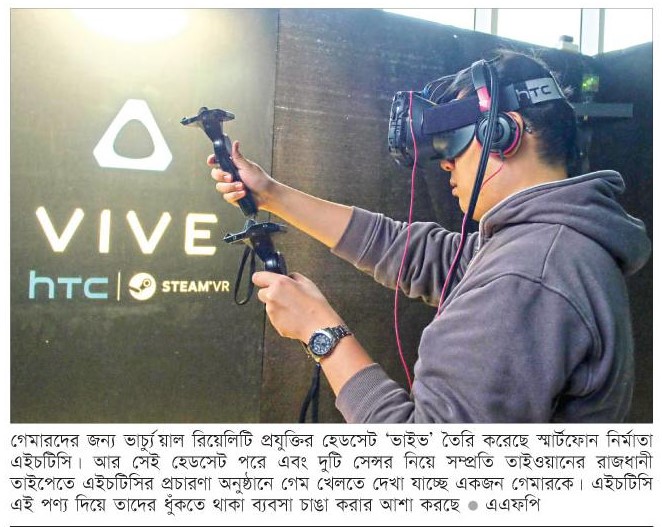 hTC
VIVE
hTC | STEAM®VR
গেমারদের জন্য ভার্চ্যুয়াল রিয়েলিটি প্রযুক্তির হেডসেট ‘ভাইভ’ তৈরি করেছে স্মার্টফোন নির্মাতা
এইচটিসি। আর সেই হেডসেট পরে এবং দুটি সেন্সর নিয়ে সম্প্রতি তাইওয়ানের রাজধানী
তাইপেতে এইচটিসির প্রচারণা অনুষ্ঠানে গেম খেলতে দেখা যাচ্ছে একজন গেমারকে। এইচটিসি
এই পণ্য দিয়ে তাদের ধুঁকতে থাকা ব্যবসা চাঙা করার আশা করছে ● এএফপি